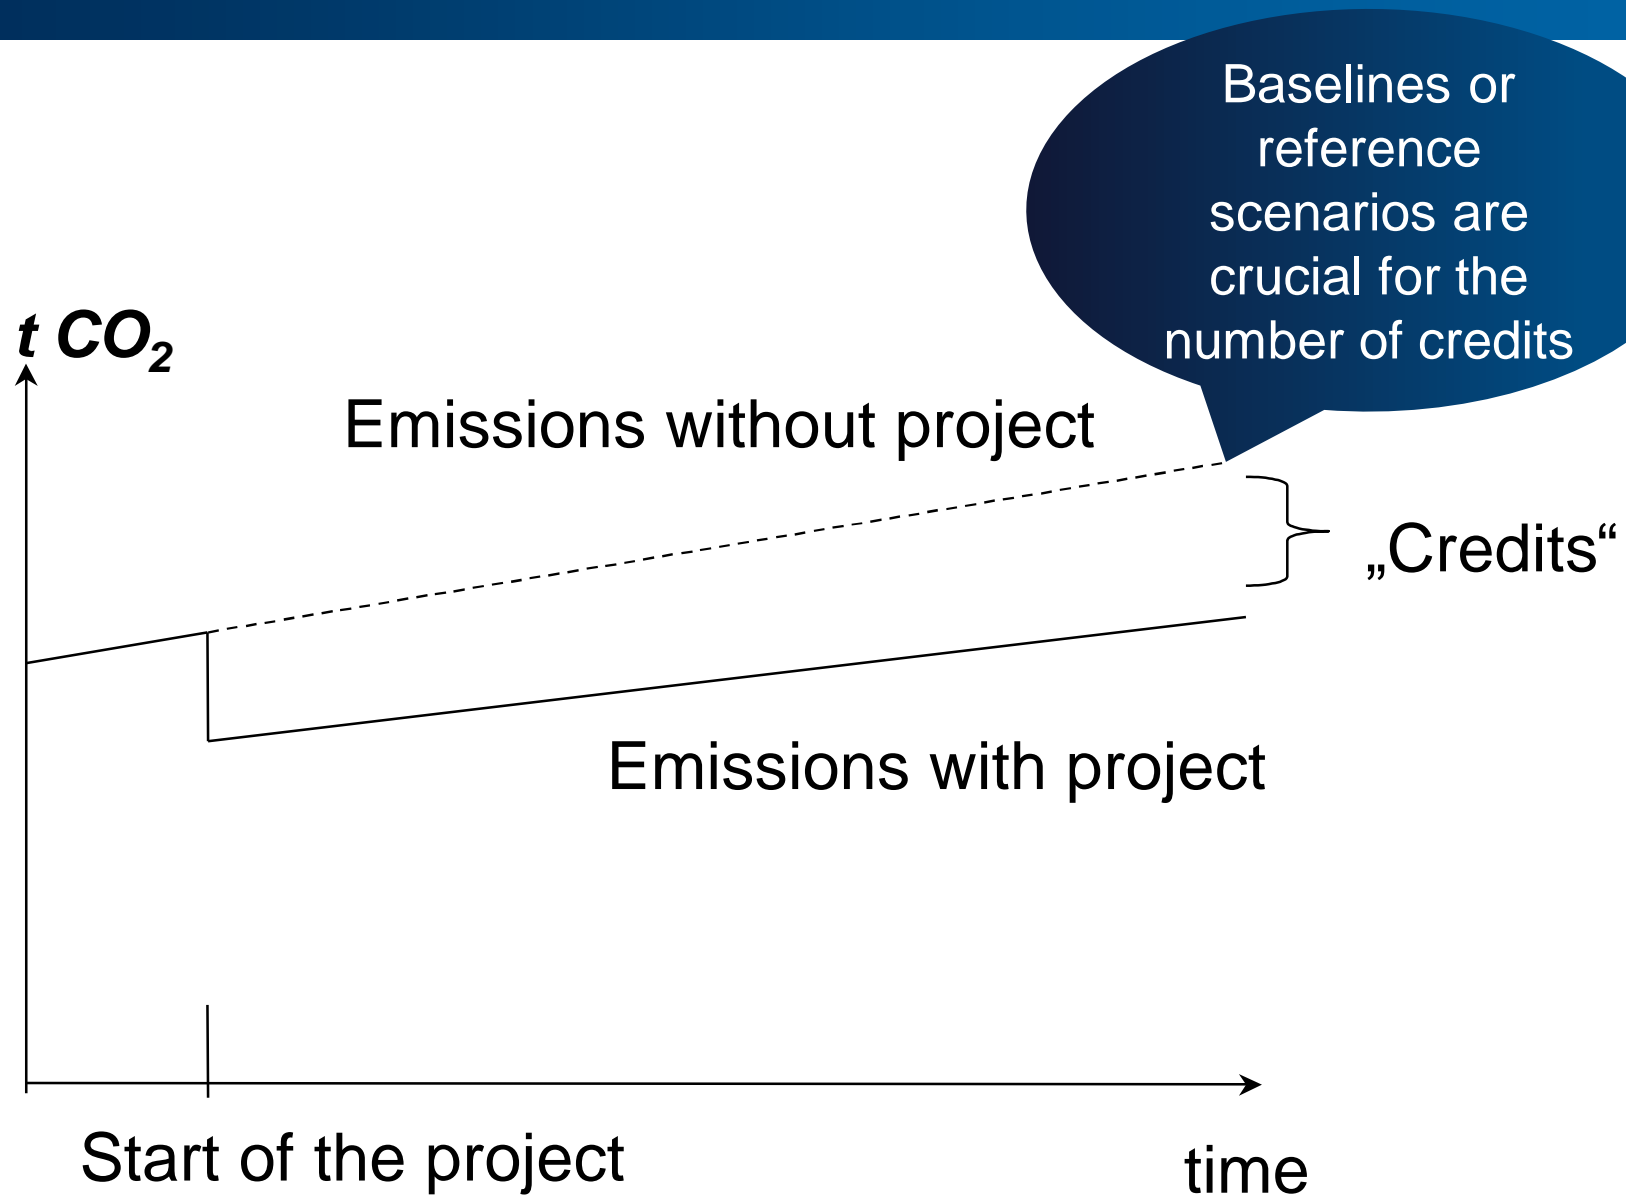 Baselines or
reference
scenarios are
crucial for the
number of credits
t CO₂
Emissions without project
„Credits“
Emissions with project
Start of the project
time